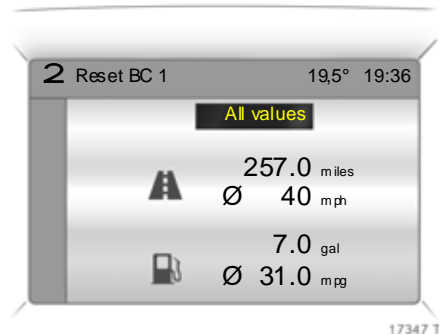 2 Reset BC 1 19,5° 19:36
All values
257.0 miles
Ø 40 mph
7.0 gal
Ø 31.0 mpg
17347 T